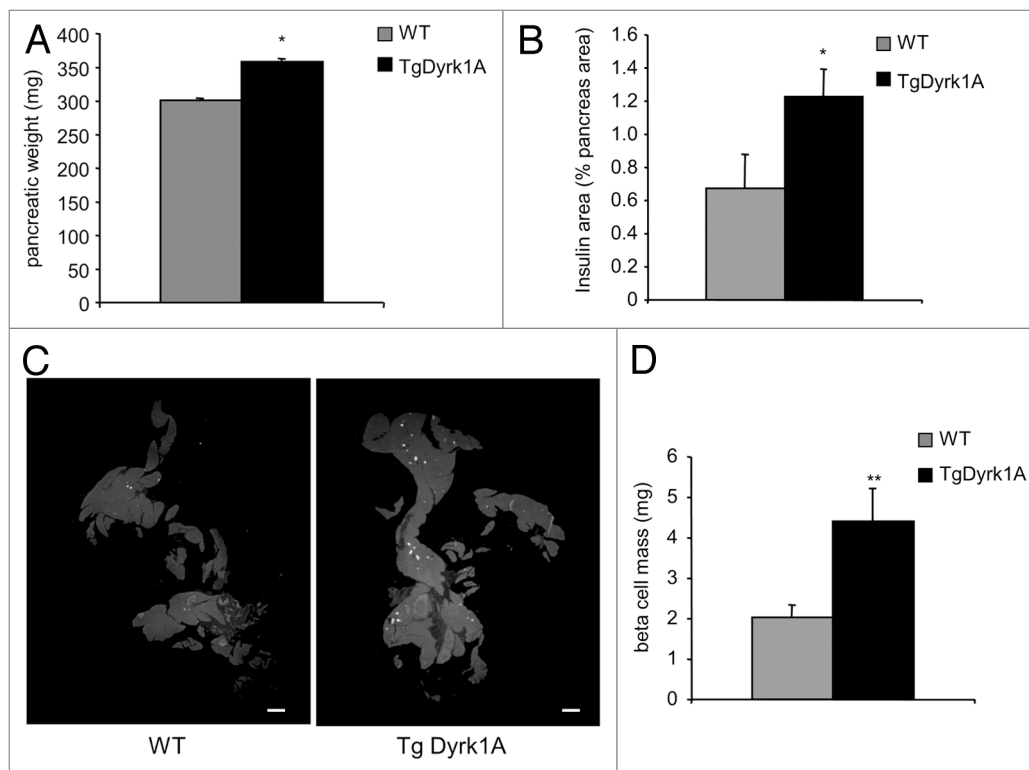 A
pancreatic weight (mg)
400
350
300
250
200
150
100
50
0
*
WT
TgDyrk1A
B
Insulin area (% pancreas area)
1.6
1.4
1.2
1.0
0.8
0.6
0.4
0.2
0
*
WT
TgDyrk1A
C
WT
Tg Dyrk1A
D
beta cell mass (mg)
6
5
4
3
2
1
0
**
WT
TgDyrk1A